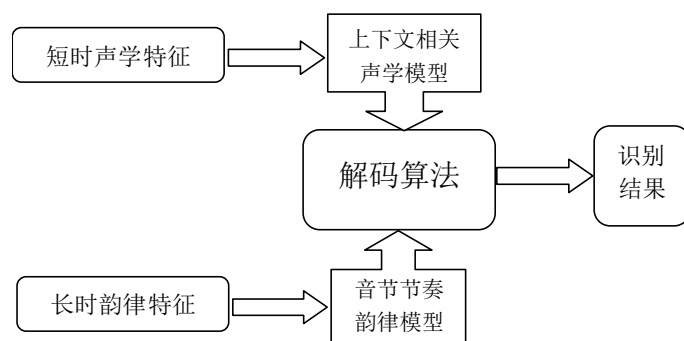 短时声学特征
上下文相关
声学模型
解码算法
识别
结果
长时韵律特征
音节节奏
韵律模型